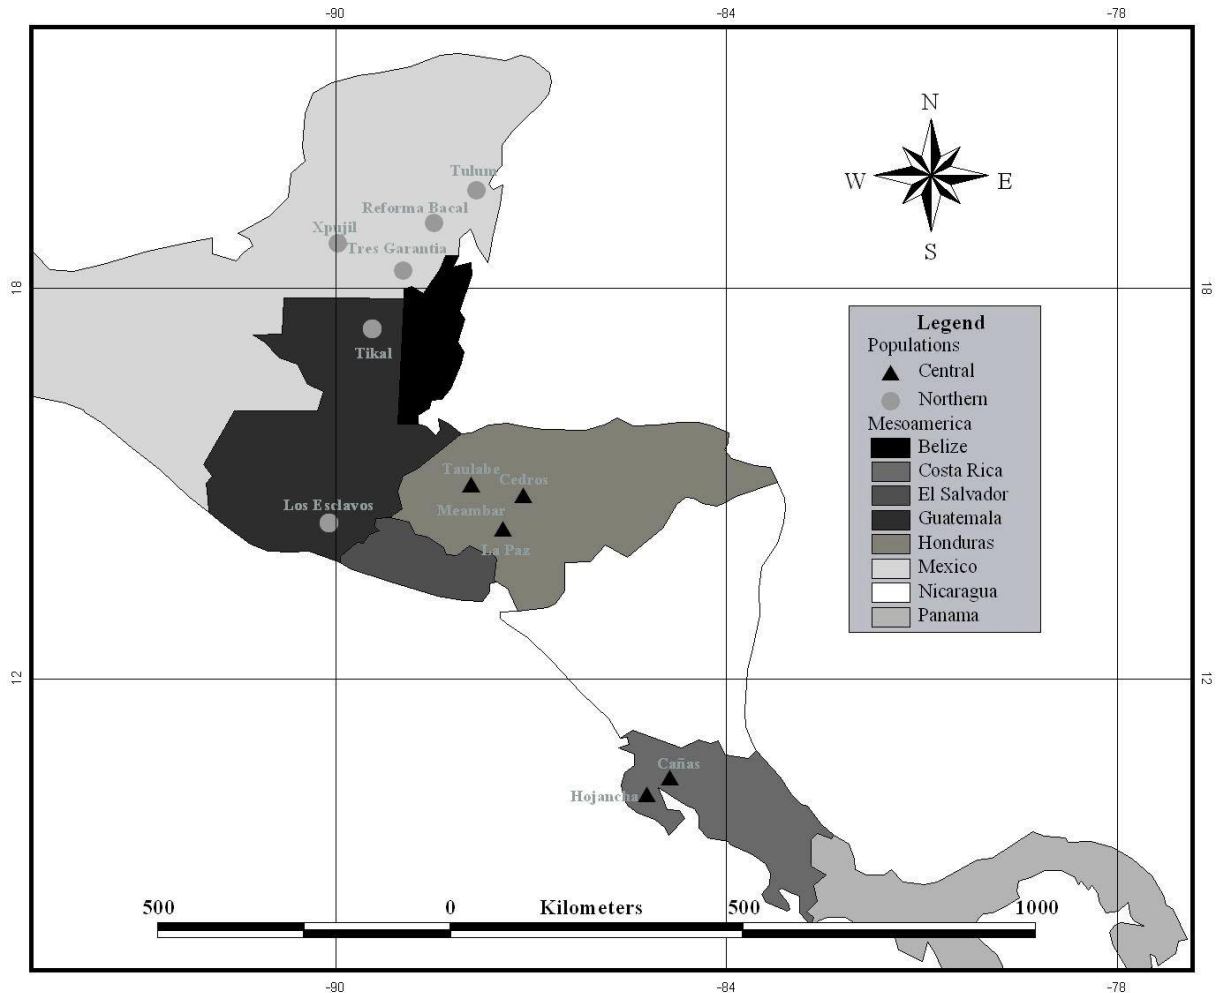 -90 -84 -78
N
W E
S
Tulum
Reforma Bacal
Xpujil
Tres Garantia
18 18
Tikal
Legend
Populations
Central
Northern
Mesoamerica
Belize
Costa Rica
El Salvador
Guatemala
Honduras
Mexico
Nicaragua
Panama
Taulabe
Cedros
Los Esclavos
Meambar
La Paz
12 12
Cañas
Hojancha
500 0 Kilometers 500 1000
-90 -84 -78